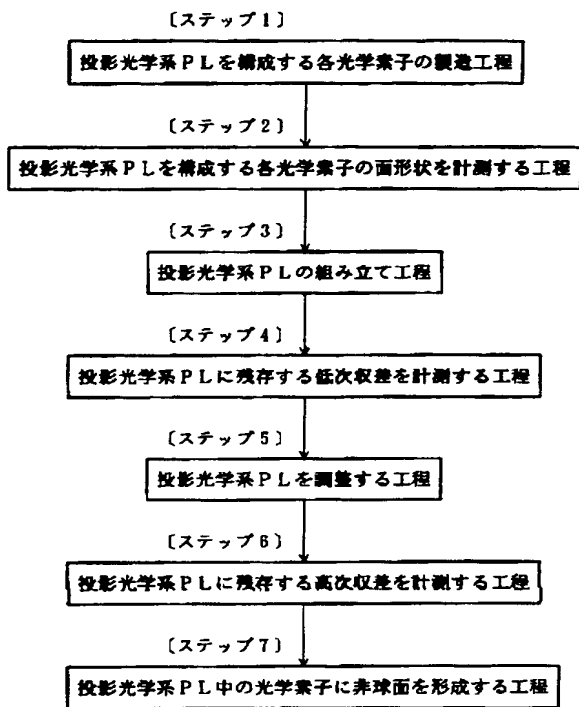 〔ステップ1〕
投影光学系PLを構成する各光学素子の製造工程
〔ステップ2〕
投影光学系PLを構成する各光学素子の面形状を計測する工程
〔ステップ3〕
投影光学系PLの組み立て工程
〔ステップ4〕
投影光学系PLに残存する低次収差を計測する工程
〔ステップ5〕
投影光学系PLを調整する工程
〔ステップ6〕
投影光学系PLに残存する高次収差を計測する工程
〔ステップ7〕
投影光学系PL中の光学素子に非球面を形成する工程